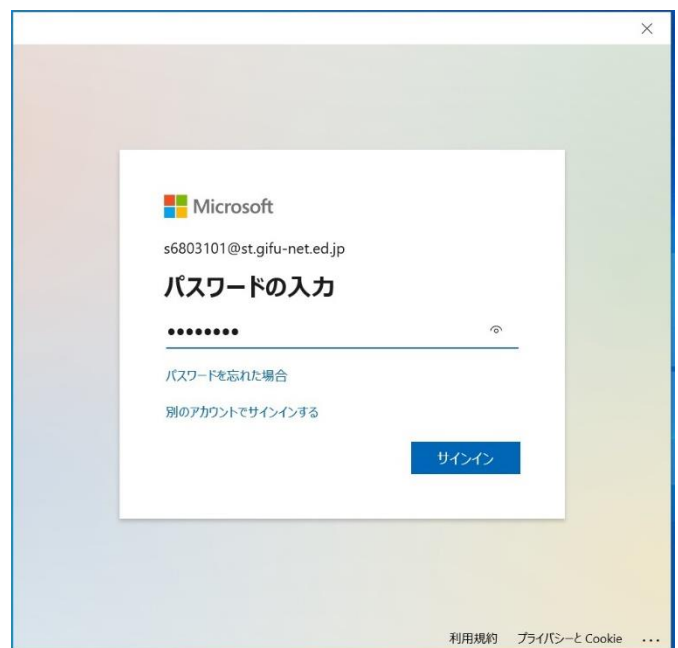 Microsoft
s6803101@st.gifu-net.ed.jp
パスワードの入力
●●●●●●●●
パスワードを忘れた場合
別のアカウントでサインインする
サインイン
利用規約 プライバシーと Cookie ...